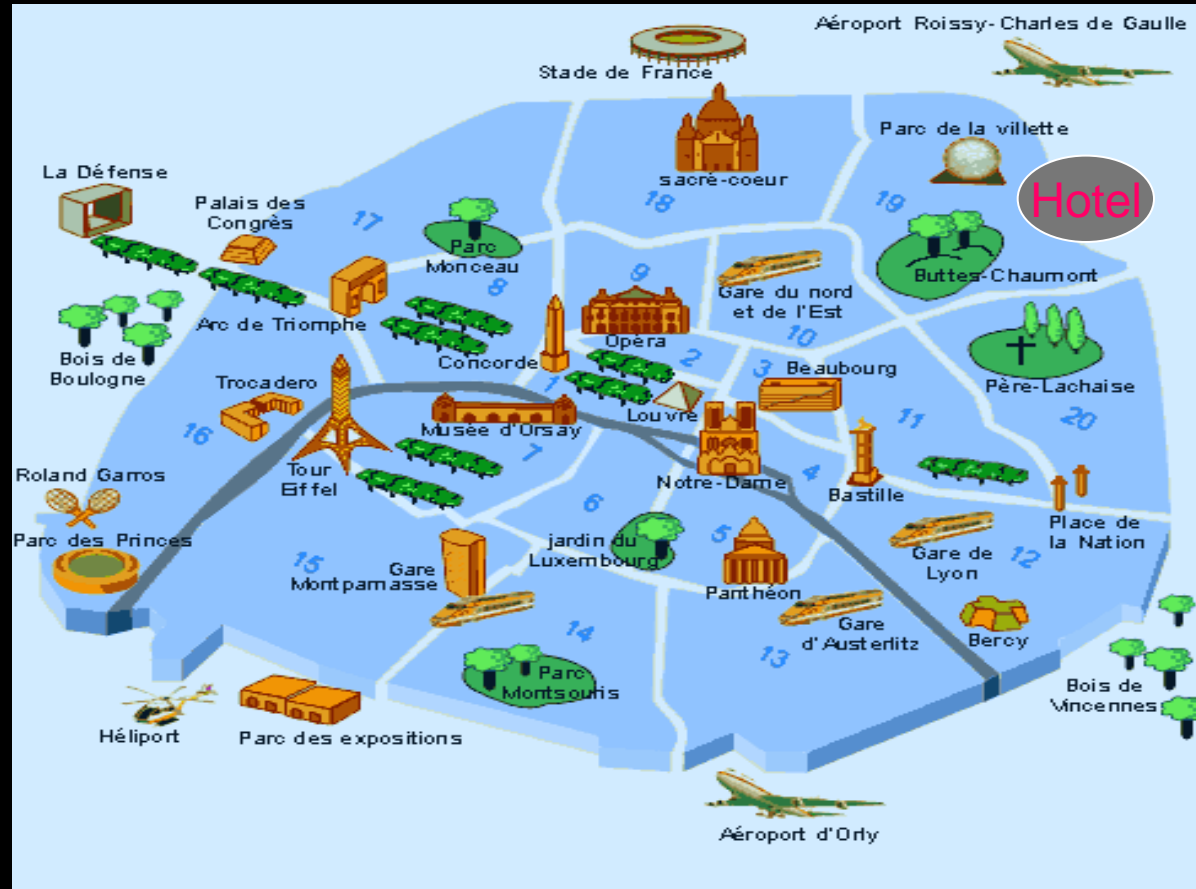 Aéroport Roissy-Charles de Gaulle
Stade de France
Parc de la villette
La Défense
sacré-coeur
Hotel
Palais des
Congrès
17
18
19
Parc
Monceau
8
9
Gare du nord
et de l'Est
Buttes-Chaumont
Arc de Triomphe
Opéra
10
Bois de
Boulogne
Concorde
2
3
Beaubourg
Trocadero
1
Louvre
Père-Lachaise
16
Musée d'Orsay
11
20
7
Roland Garros
Tour
Eiffel
Notre-Dame
4
Bastille
Parc des Princes
6
5
Place de
la Nation
15
jardin du
Luxembourg
Gare de
Lyon
12
Gare
Montparnasse
Panthéon
14
Gare
d'Austerlitz
Bercy
13
Parc
Montsouris
Bois de
Vincennes
Héliport
Parc des expositions
Aéroport d'Orly